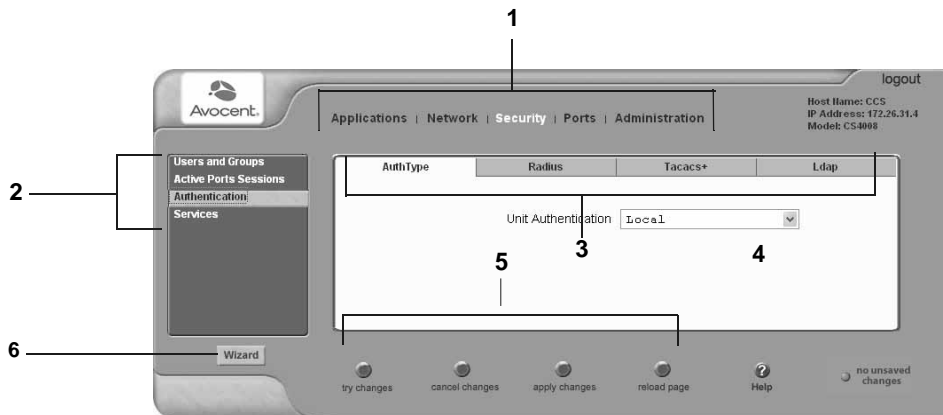 1
logout
Avocent.
Host Name: CCS
IP Address: 172.26.31.4
Model: CS4008
Applications | Network | Security | Ports | Administration
2
Users and Groups
Active Ports Sessions
Authentication
Services
AuthType Radius Tacacs+ Ldap
Unit Authentication Local
3
4
5
6
Wizard
try changes cancel changes apply changes reload page Help
no unsaved
changes